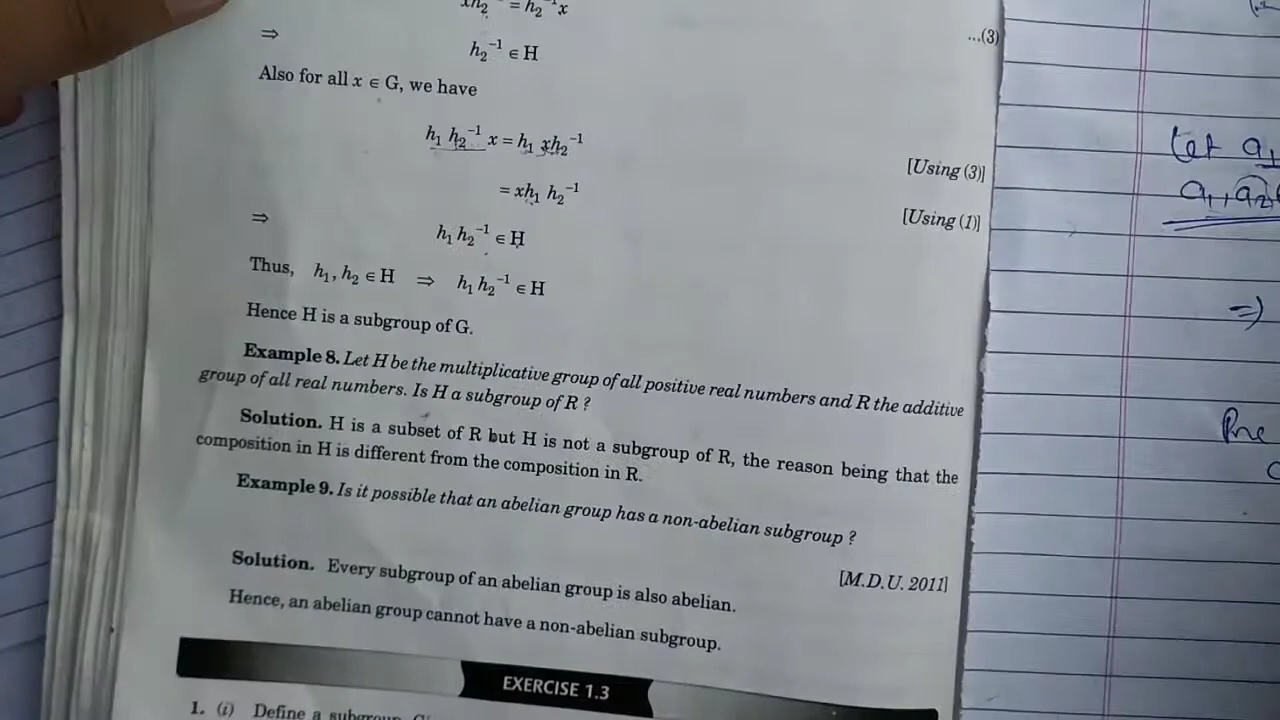 xh₂⁻¹ = h₂⁻¹x
⇒ h₂⁻¹ ∈ H ...(3)
Also for all x ∈ G, we have
h₁ h₂⁻¹ x = h₁ xh₂⁻¹ [Using (3)]
= xh₁ h₂⁻¹ [Using (1)]
⇒ h₁ h₂⁻¹ ∈ H
Thus, h₁, h₂ ∈ H ⇒ h₁ h₂⁻¹ ∈ H
Hence H is a subgroup of G.
Example 8. Let H be the multiplicative group of all positive real numbers and R the additive
group of all real numbers. Is H a subgroup of R ?
Solution. H is a subset of R but H is not a subgroup of R, the reason being that the
composition in H is different from the composition in R.
Example 9. Is it possible that an abelian group has a non-abelian subgroup ?
[M.D.U. 2011]
Solution. Every subgroup of an abelian group is also abelian.
Hence, an abelian group cannot have a non-abelian subgroup.
EXERCISE 1.3
1. (i) Define a subgroup.
Let a₁
a₁, a₂
⇒